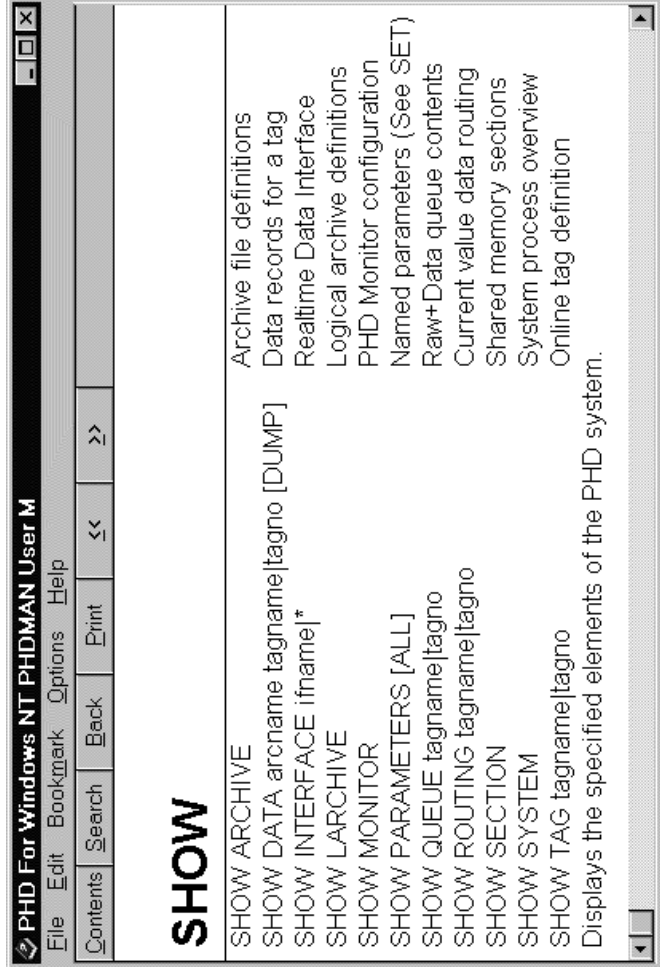 PHD For Windows NT PHDMAN User M
File Edit Bookmark Options Help
Contents Search Back Print << >>
SHOW
SHOW ARCHIVE Archive file definitions
SHOW DATA arcname tagname|tagno [DUMP] Data records for a tag
SHOW INTERFACE ifname|* Realtime Data Interface
SHOW LARCHIVE Logical archive definitions
SHOW MONITOR PHD Monitor configuration
SHOW PARAMETERS [ALL] Named parameters (See SET)
SHOW QUEUE tagname|tagno Raw+Data queue contents
SHOW ROUTING tagname|tagno Current value data routing
SHOW SECTION Shared memory sections
SHOW SYSTEM System process overview
SHOW TAG tagname|tagno Online tag definition
Displays the specified elements of the PHD system.